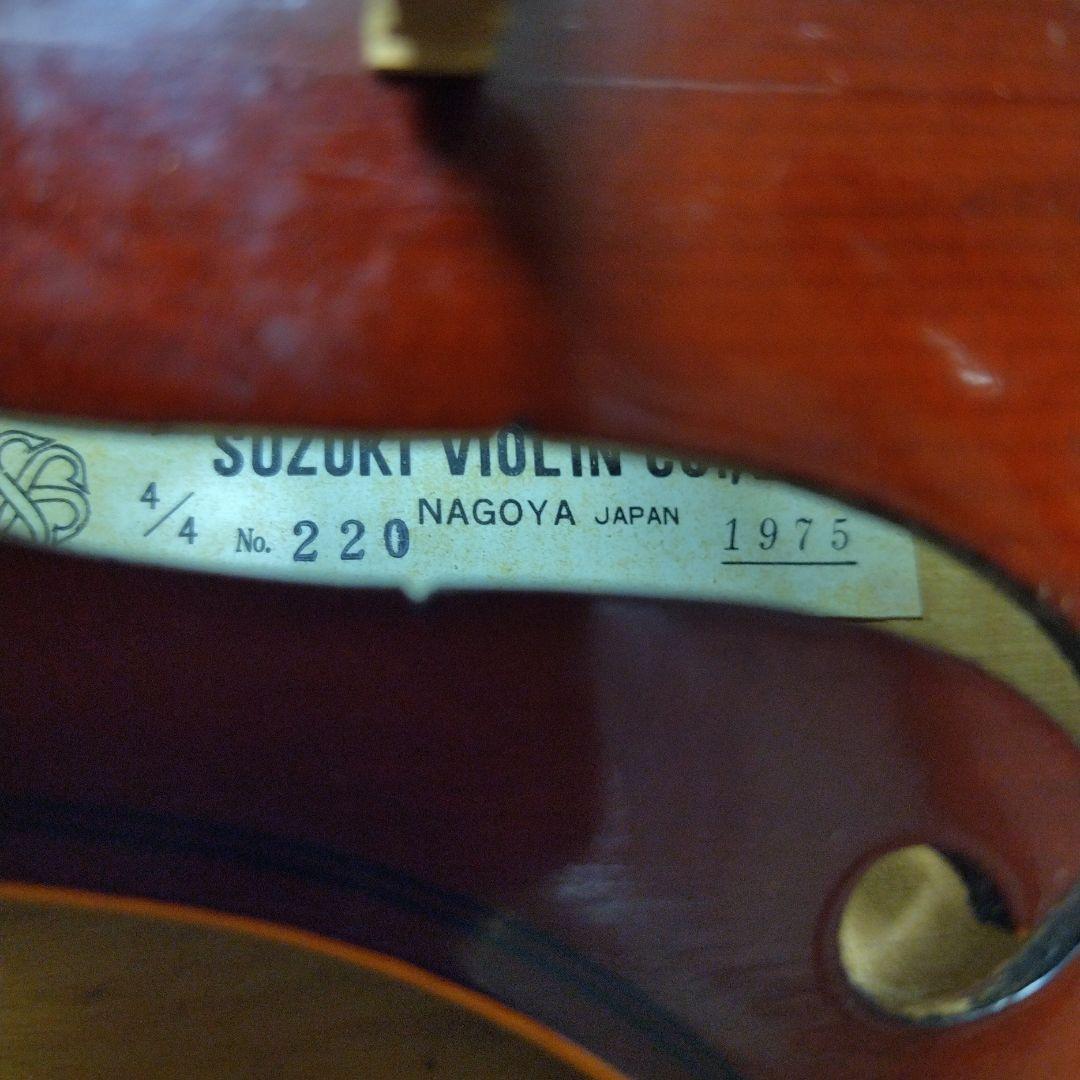 SUZUKI VIOLIN
NAGOYA JAPAN
4/4 No. 220 1975